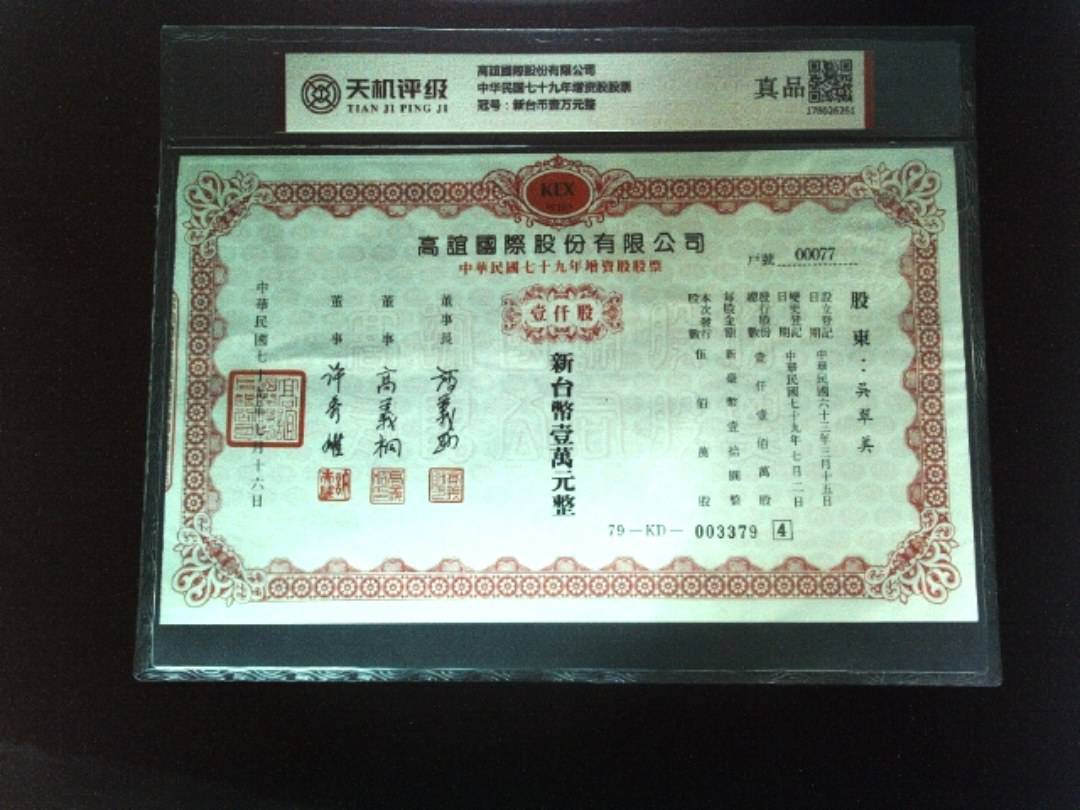 天机评级
TIAN JI PING JI
高誼國際股份有限公司
中华民國七十九年增资股股票
冠号：新台币壹万元整
真品
KEX
高誼國際股份有限公司
中華民國七十九年增資股股票
戶號 00077
壹仟股
股東：吳翠英
設立登記日期 中華民國六十三年三月十五日
變更登記日期 中華民國七十九年七月二日
發行股份總數 壹仟壹佰萬股
每股金額 新臺幣壹拾圓整
本次發行股數 伍佰萬股
新台幣壹萬元整
董事長
董事 高義桐
董事 許秀
中華民國七十九年七月十六日
79—KD— 003379 4